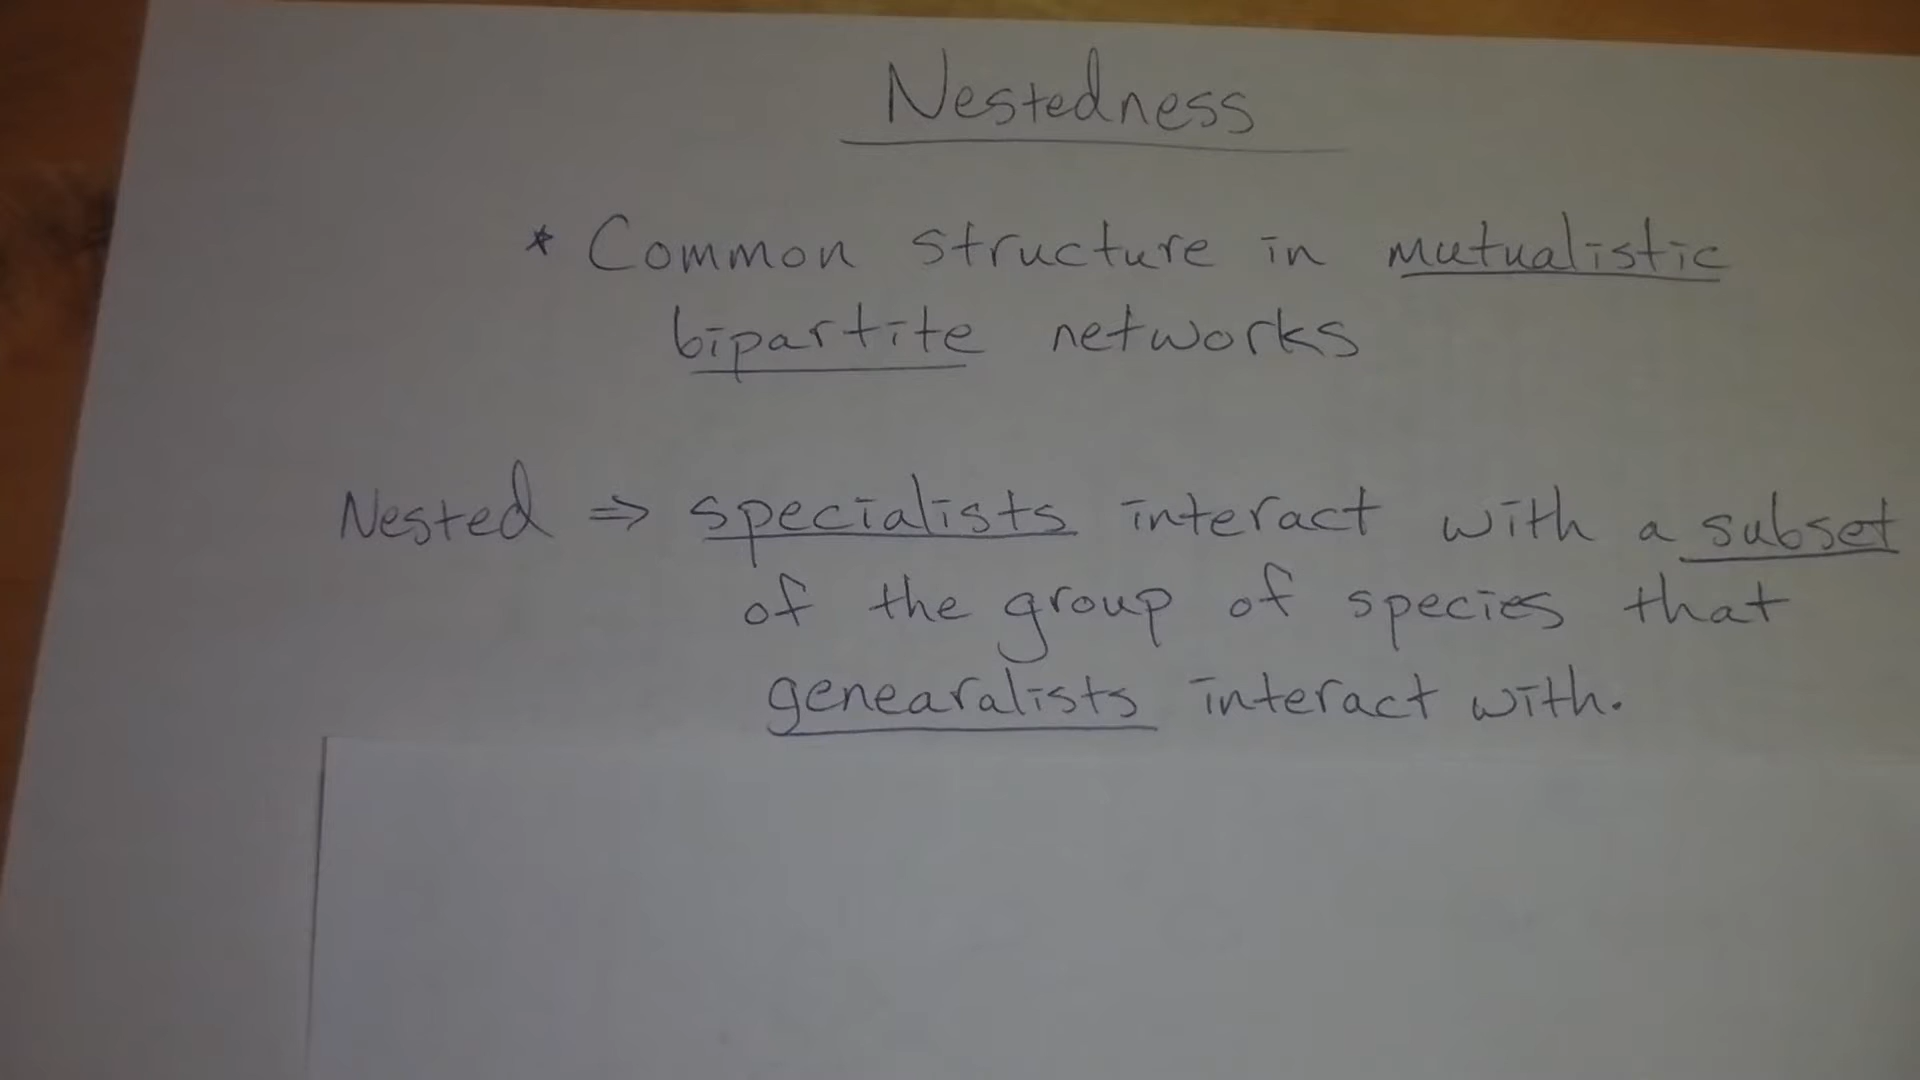 Nestedness
* Common structure in mutualistic
bipartite networks
Nested ⇒ specialists interact with a subset
of the group of species that
genearalists interact with.